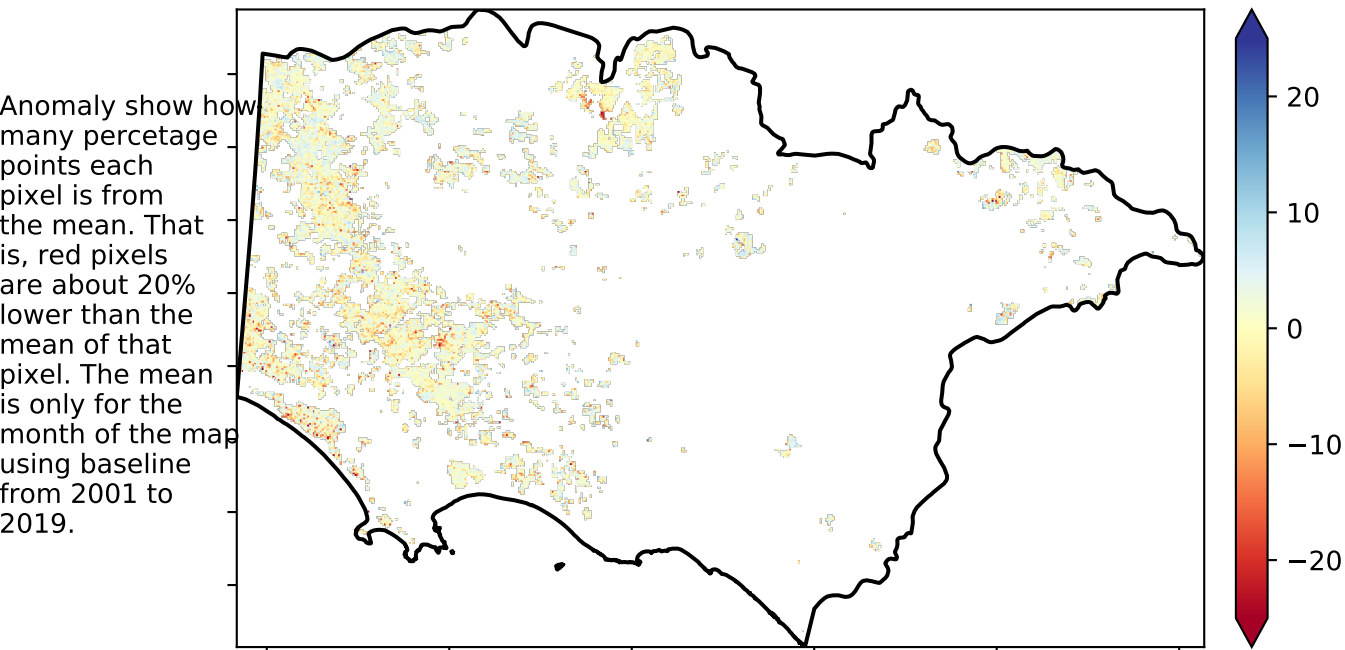 Anomaly show how
many percetage
points each
pixel is from
the mean. That
is, red pixels
are about 20%
lower than the
mean of that
pixel. The mean
is only for the
month of the map
using baseline
from 2001 to
2019.
20
10
0
−10
−20